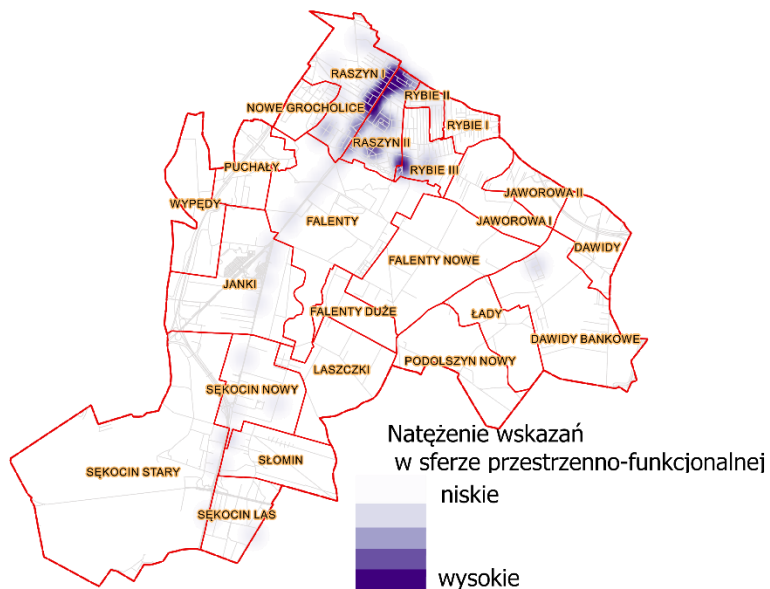 RASZYN I
RYBIE II
NOWE GROCHOLICE
RYBIE I
RASZYN II
PUCHAŁY
RYBIE III
JAWOROWA II
WYPĘDY
FALENTY
JAWOROWA I
DAWIDY
FALENTY NOWE
JANKI
FALENTY DUŻE
ŁADY
DAWIDY BANKOWE
LASZCZKI
PODOLSZYN NOWY
SĘKOCIN NOWY
SŁOMIN
SĘKOCIN STARY
SĘKOCIN LAS
Natężenie wskazań
w sferze przestrzenno-funkcjonalnej
niskie
wysokie